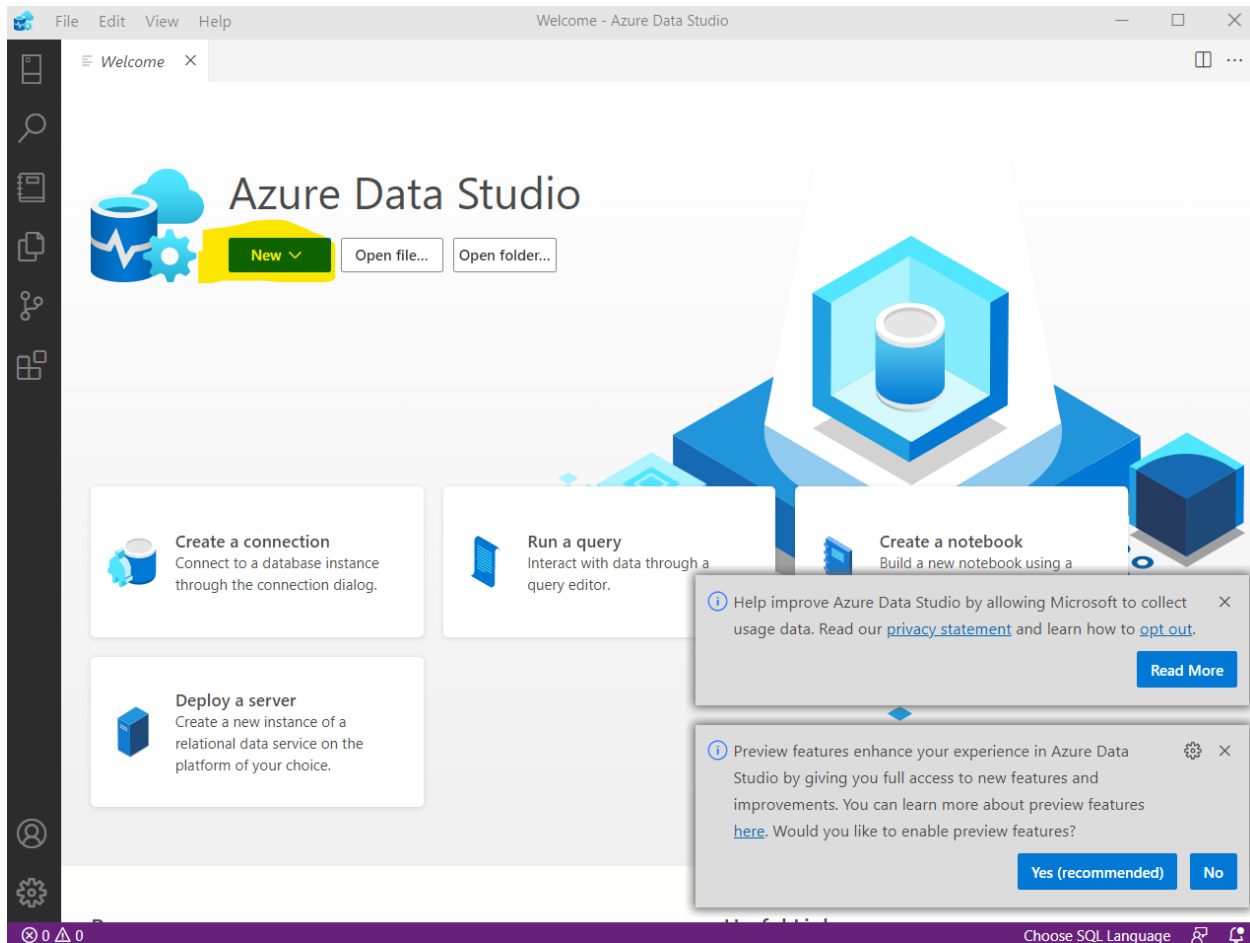 File Edit View Help
Welcome - Azure Data Studio
Welcome
Azure Data Studio
New
Open file...
Open folder...
Create a connection
Connect to a database instance
through the connection dialog.
Run a query
Interact with data through a
query editor.
Create a notebook
Build a new notebook using a
Deploy a server
Create a new instance of a
relational data service on the
platform of your choice.
Help improve Azure Data Studio by allowing Microsoft to collect
usage data. Read our privacy statement and learn how to opt out.
Read More
Preview features enhance your experience in Azure Data
Studio by giving you full access to new features and
improvements. You can learn more about preview features
here. Would you like to enable preview features?
Yes (recommended)
No
0 0
Choose SQL Language